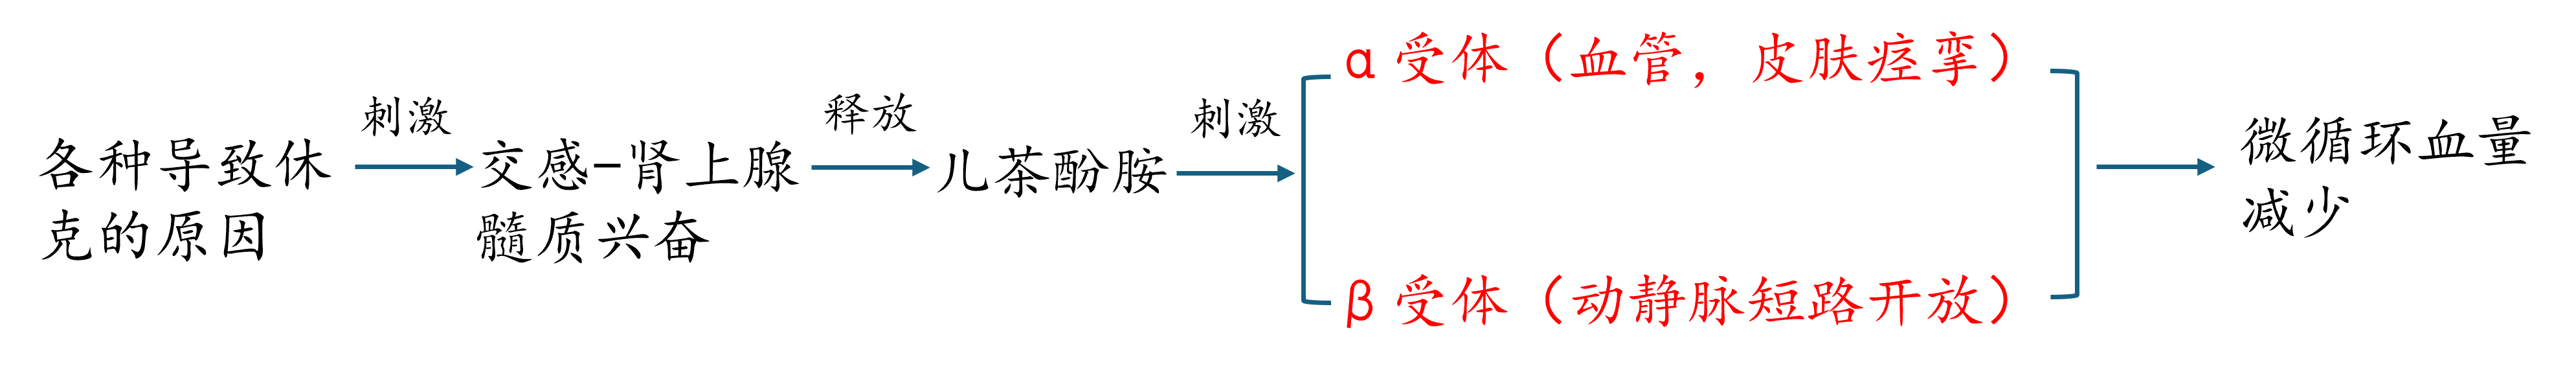 各种导致休
克的原因
刺激
交感-肾上腺
髓质兴奋
释放
儿茶酚胺
刺激
α 受体（血管，皮肤痉挛）
β 受体（动静脉短路开放）
微循环血量
减少